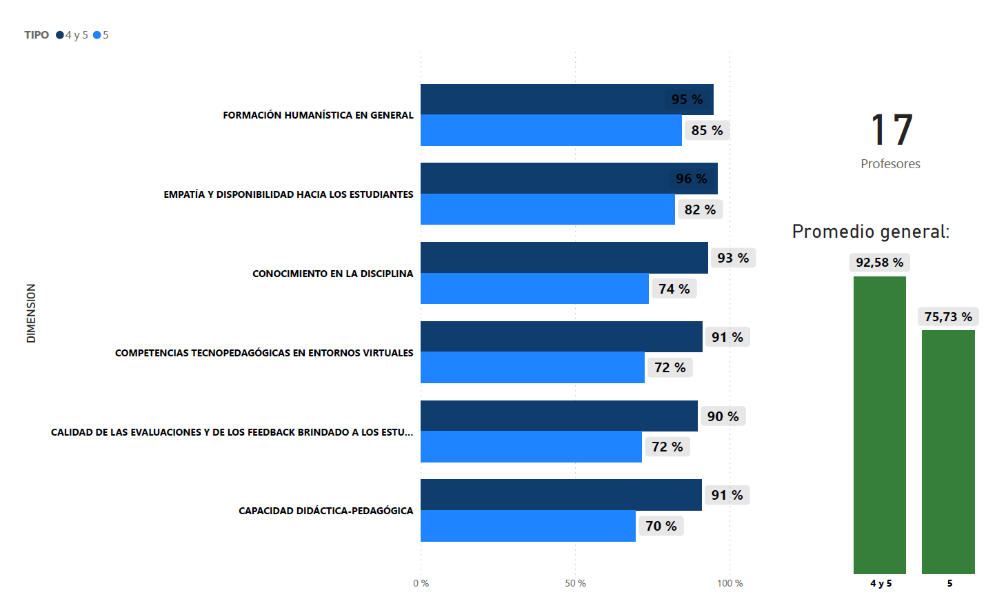 TIPO 4 y 5 5
DIMENSION
FORMACIÓN HUMANÍSTICA EN GENERAL
95 %
85 %
EMPATÍA Y DISPONIBILIDAD HACIA LOS ESTUDIANTES
96 %
82 %
CONOCIMIENTO EN LA DISCIPLINA
93 %
74 %
COMPETENCIAS TECNOPEDAGÓGICAS EN ENTORNOS VIRTUALES
91 %
72 %
CALIDAD DE LAS EVALUACIONES Y DE LOS FEEDBACK BRINDADO A LOS ESTU...
90 %
72 %
CAPACIDAD DIDÁCTICA-PEDAGÓGICA
91 %
70 %
0 % 50 % 100 %
17
Profesores
Promedio general:
92,58 %
75,73 %
4 y 5 5